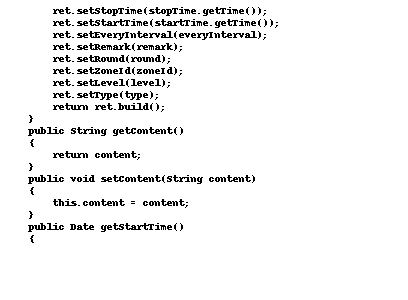 ret.setStopTime(stopTime.getTime());
ret.setStartTime(startTime.getTime());
ret.setEveryInterval(everyInterval);
ret.setRemark(remark);
ret.setRound(round);
ret.setZoneId(zoneId);
ret.setLevel(level);
ret.setType(type);
return ret.build();
}
public String getContent()
{
return content;
}
public void setContent(String content)
{
this.content = content;
}
public Date getStartTime()
{